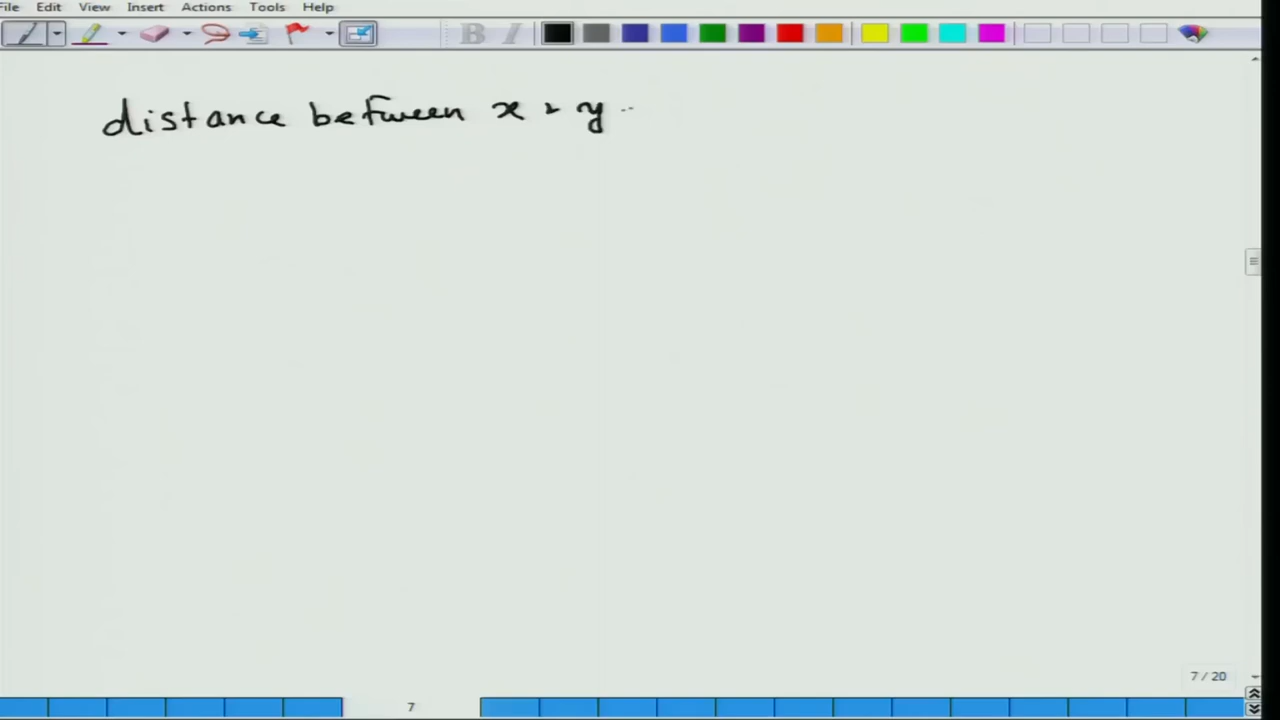 File Edit View Insert Actions Tools Help
B I
distance between x & y
7 / 20
7